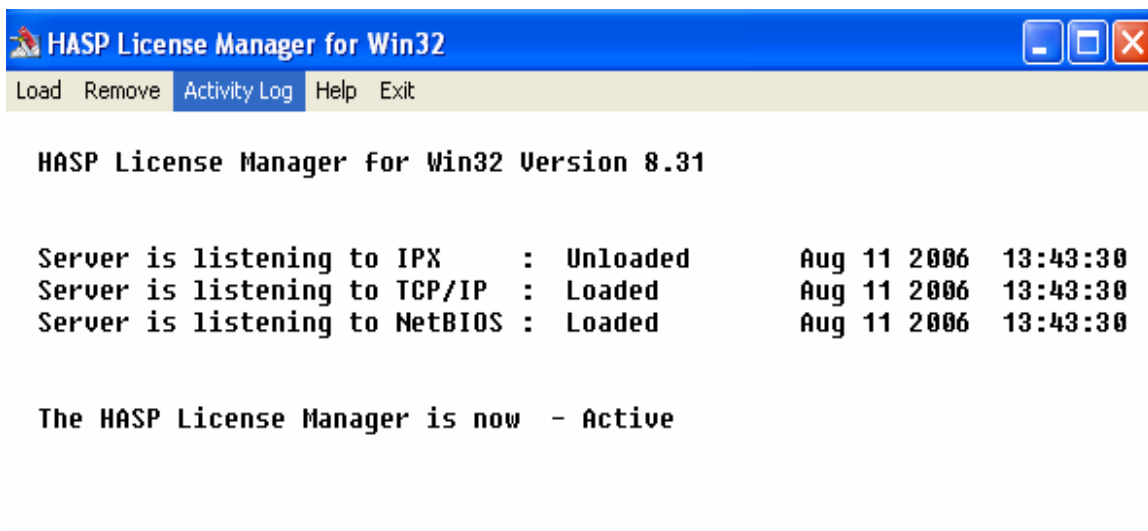 HASP License Manager for Win32
Load Remove Activity Log Help Exit
HASP License Manager for Win32 Version 8.31
Server is listening to IPX : Unloaded Aug 11 2006 13:43:30
Server is listening to TCP/IP : Loaded Aug 11 2006 13:43:30
Server is listening to NetBIOS : Loaded Aug 11 2006 13:43:30
The HASP License Manager is now - Active